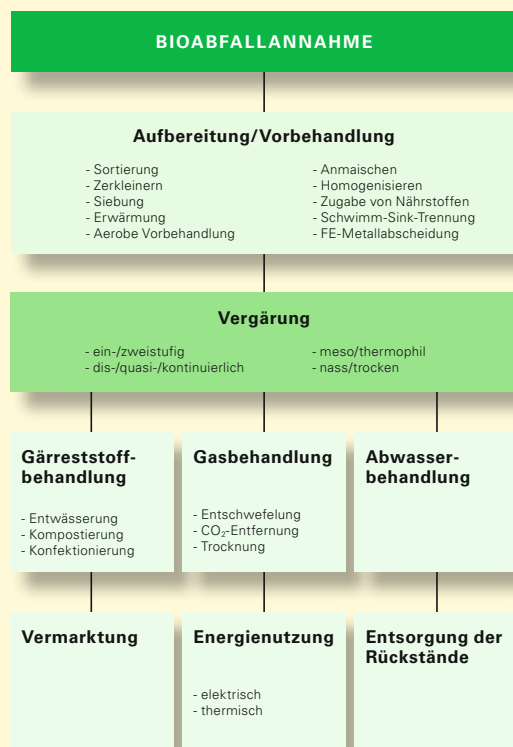 BIOABFALLANNAHME
Aufbereitung/Vorbehandlung
- Sortierung
- Zerkleinern
- Siebung
- Erwärmung
- Aerobe Vorbehandlung
- Anmaischen
- Homogenisieren
- Zugabe von Nährstoffen
- Schwimm-Sink-Trennung
- FE-Metallabscheidung
Vergärung
- ein-/zweistufig
- dis-/quasi-/kontinuierlich
- meso/thermophil
- nass/trocken
Gärreststoff-
behandlung
- Entwässerung
- Kompostierung
- Konfektionierung
Gasbehandlung
- Entschwefelung
- CO₂-Entfernung
- Trocknung
Abwasser-
behandlung
Vermarktung
Energienutzung
- elektrisch
- thermisch
Entsorgung der
Rückstände